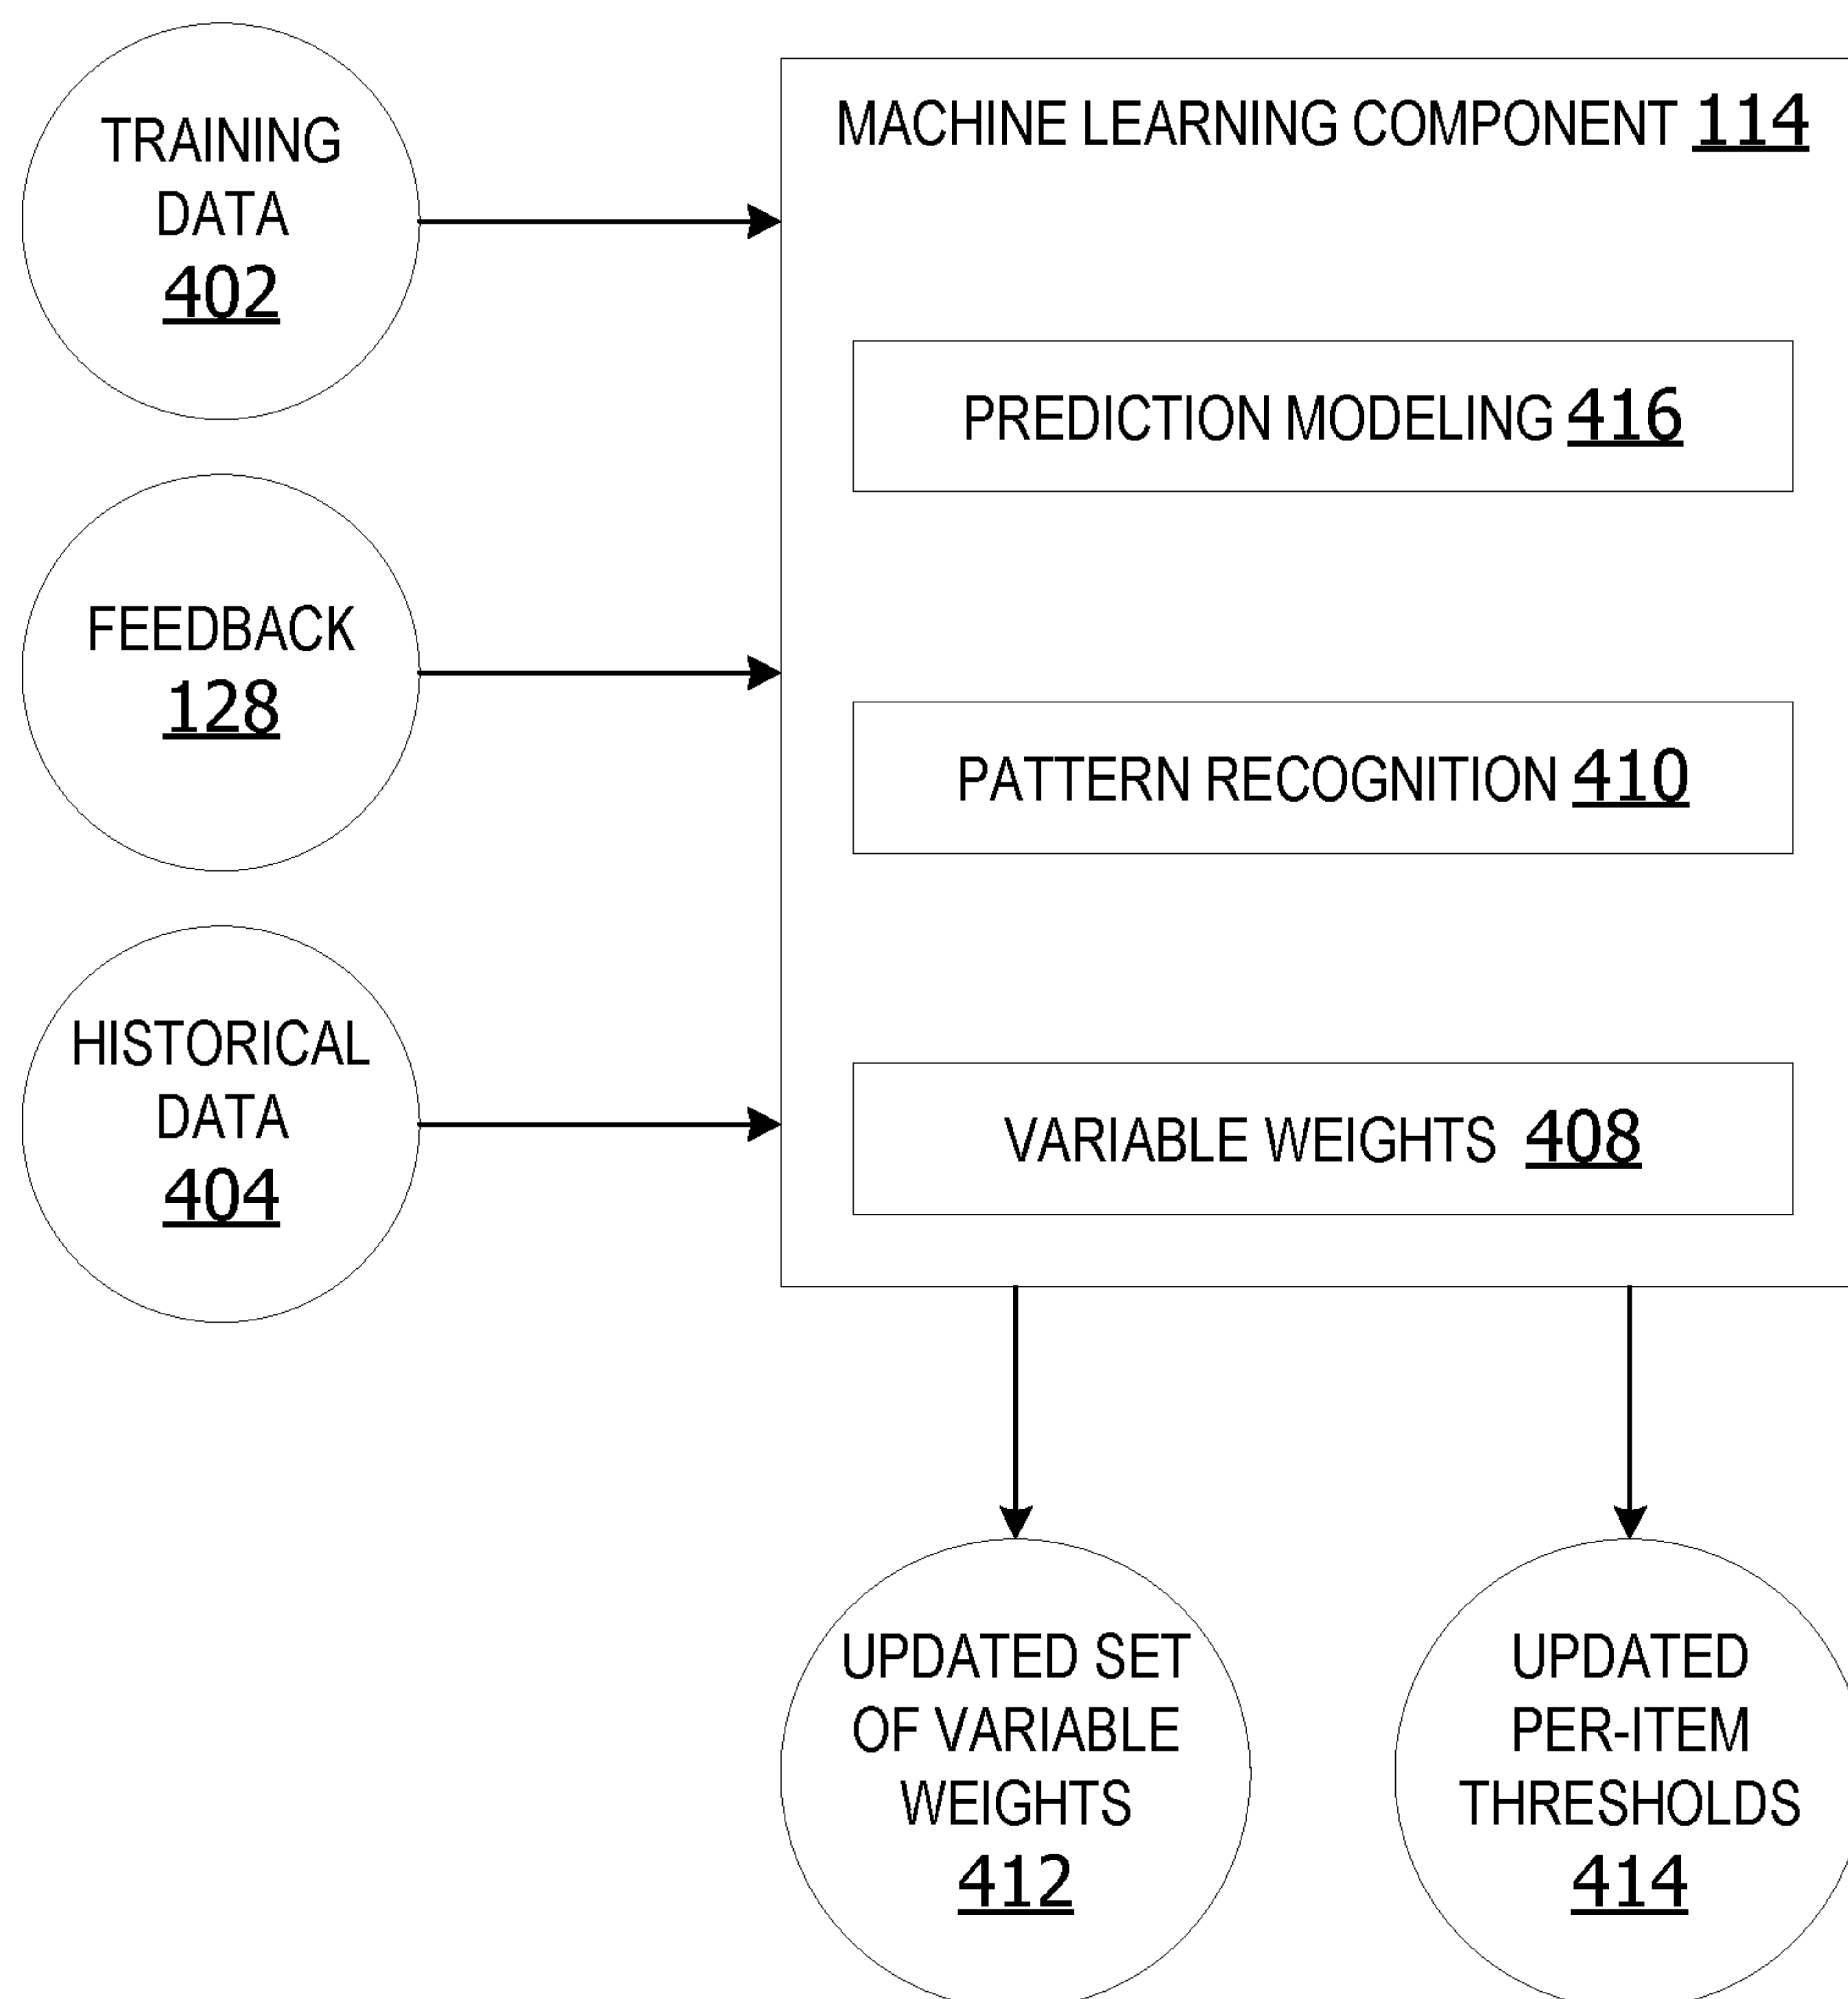 TRAINING
DATA
402
MACHINE LEARNING COMPONENT 114
PREDICTION MODELING 416
FEEDBACK
128
PATTERN RECOGNITION 410
HISTORICAL
DATA
404
VARIABLE WEIGHTS 408
UPDATED SET
OF VARIABLE
WEIGHTS
412
UPDATED
PER-ITEM
THRESHOLDS
414